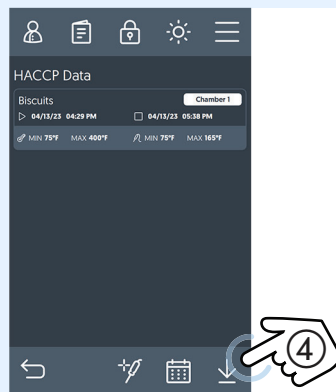 HACCP Data
Biscuits
Chamber 1
04/13/23 04:29 PM 04/13/23 05:38 PM
MIN 75°F MAX 400°F MIN 75°F MAX 165°F
4